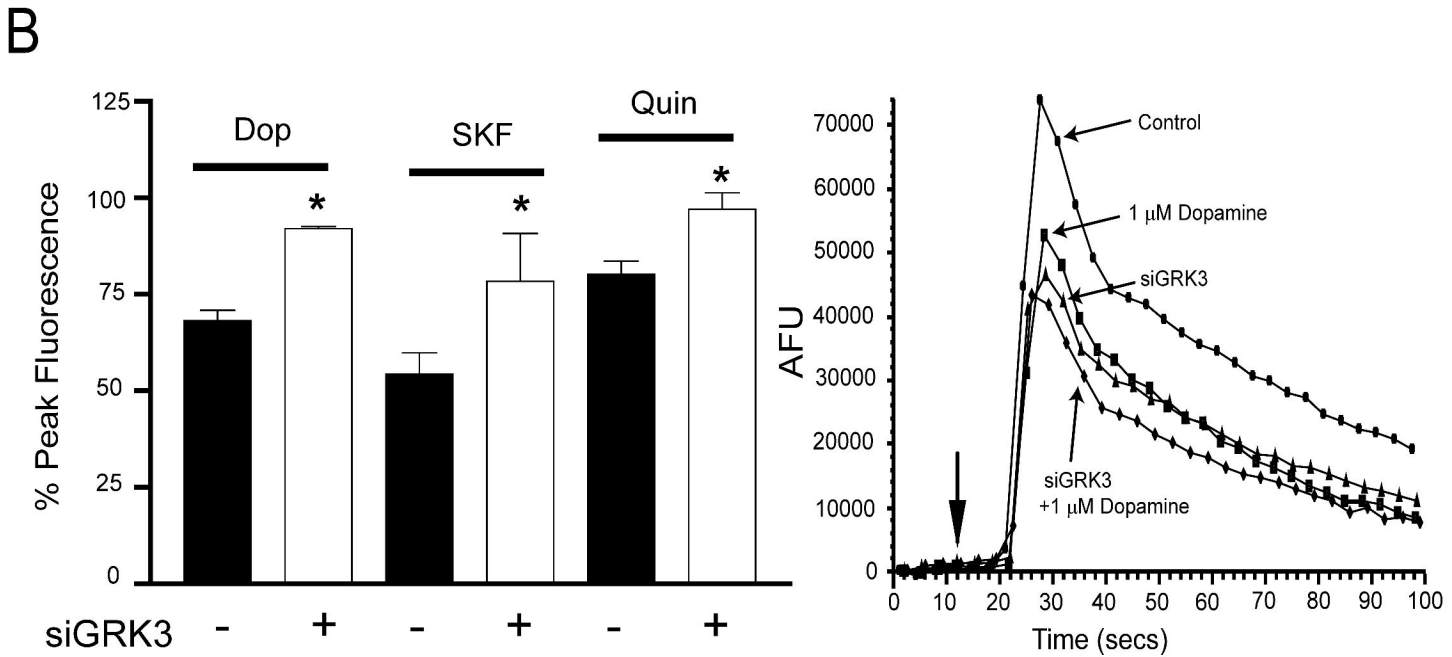 B
Dop
SKF
Quin
*
*
*
% Peak Fluorescence
125
100
75
50
25
0
siGRK3 - + - + - +
AFU
70000
60000
50000
40000
30000
20000
10000
0
Control
1 μM Dopamine
siGRK3
siGRK3
+1 μM Dopamine
0 10 20 30 40 50 60 70 80 90 100
Time (secs)